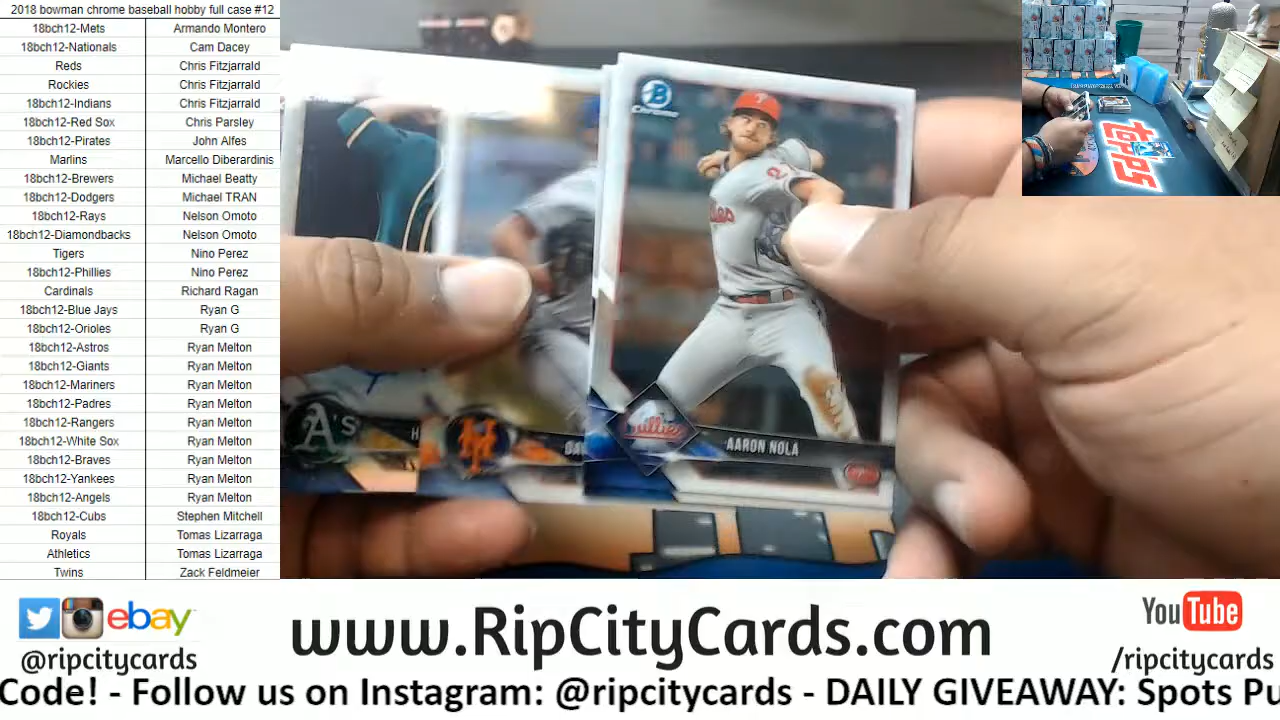 2018 bowman chrome baseball hobby full case #12
18bch12-Mets Armando Montero
18bch12-Nationals Cam Dacey
Reds Chris Fitzjarrald
Rockies Chris Fitzjarrald
18bch12-Indians Chris Fitzjarrald
18bch12-Red Sox Chris Parsley
18bch12-Pirates John Alfes
Marlins Marcello Diberardinis
18bch12-Brewers Michael Beatty
18bch12-Dodgers Michael TRAN
18bch12-Rays Nelson Omoto
18bch12-Diamondbacks Nelson Omoto
Tigers Nino Perez
18bch12-Phillies Nino Perez
Cardinals Richard Ragan
18bch12-Blue Jays Ryan G
18bch12-Orioles Ryan G
18bch12-Astros Ryan Melton
18bch12-Giants Ryan Melton
18bch12-Mariners Ryan Melton
18bch12-Padres Ryan Melton
18bch12-Rangers Ryan Melton
18bch12-White Sox Ryan Melton
18bch12-Braves Ryan Melton
18bch12-Yankees Ryan Melton
18bch12-Angels Ryan Melton
18bch12-Cubs Stephen Mitchell
Royals Tomas Lizarraga
Athletics Tomas Lizarraga
Twins Zack Feldmeier
B
Chrome
A's
Phillies
AARON NOLA
Topps
ebay
@ripcitycards
www.RipCityCards.com
YouTube
/ripcitycards
Code! - Follow us on Instagram: @ripcitycards - DAILY GIVEAWAY: Spots Pu